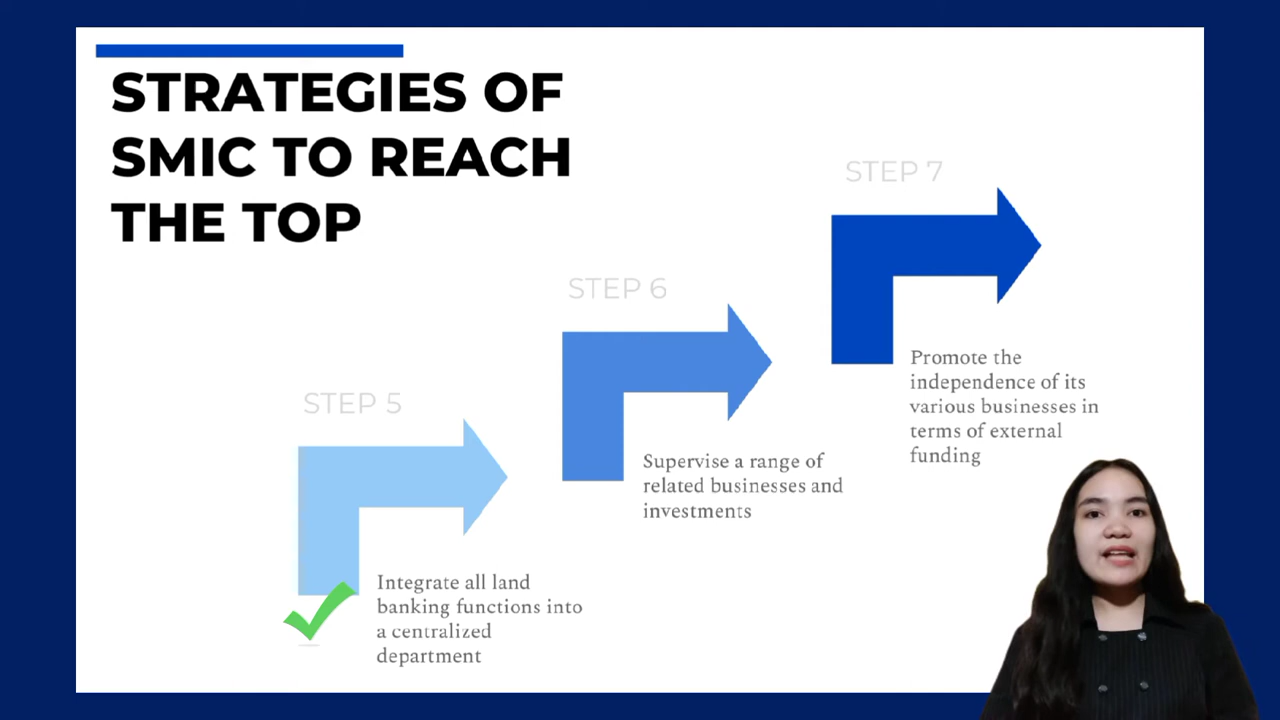 STRATEGIES OF
SMIC TO REACH
THE TOP
STEP 5
Integrate all land
banking functions into
a centralized
department
STEP 6
Supervise a range of
related businesses and
investments
STEP 7
Promote the
independence of its
various businesses in
terms of external
funding